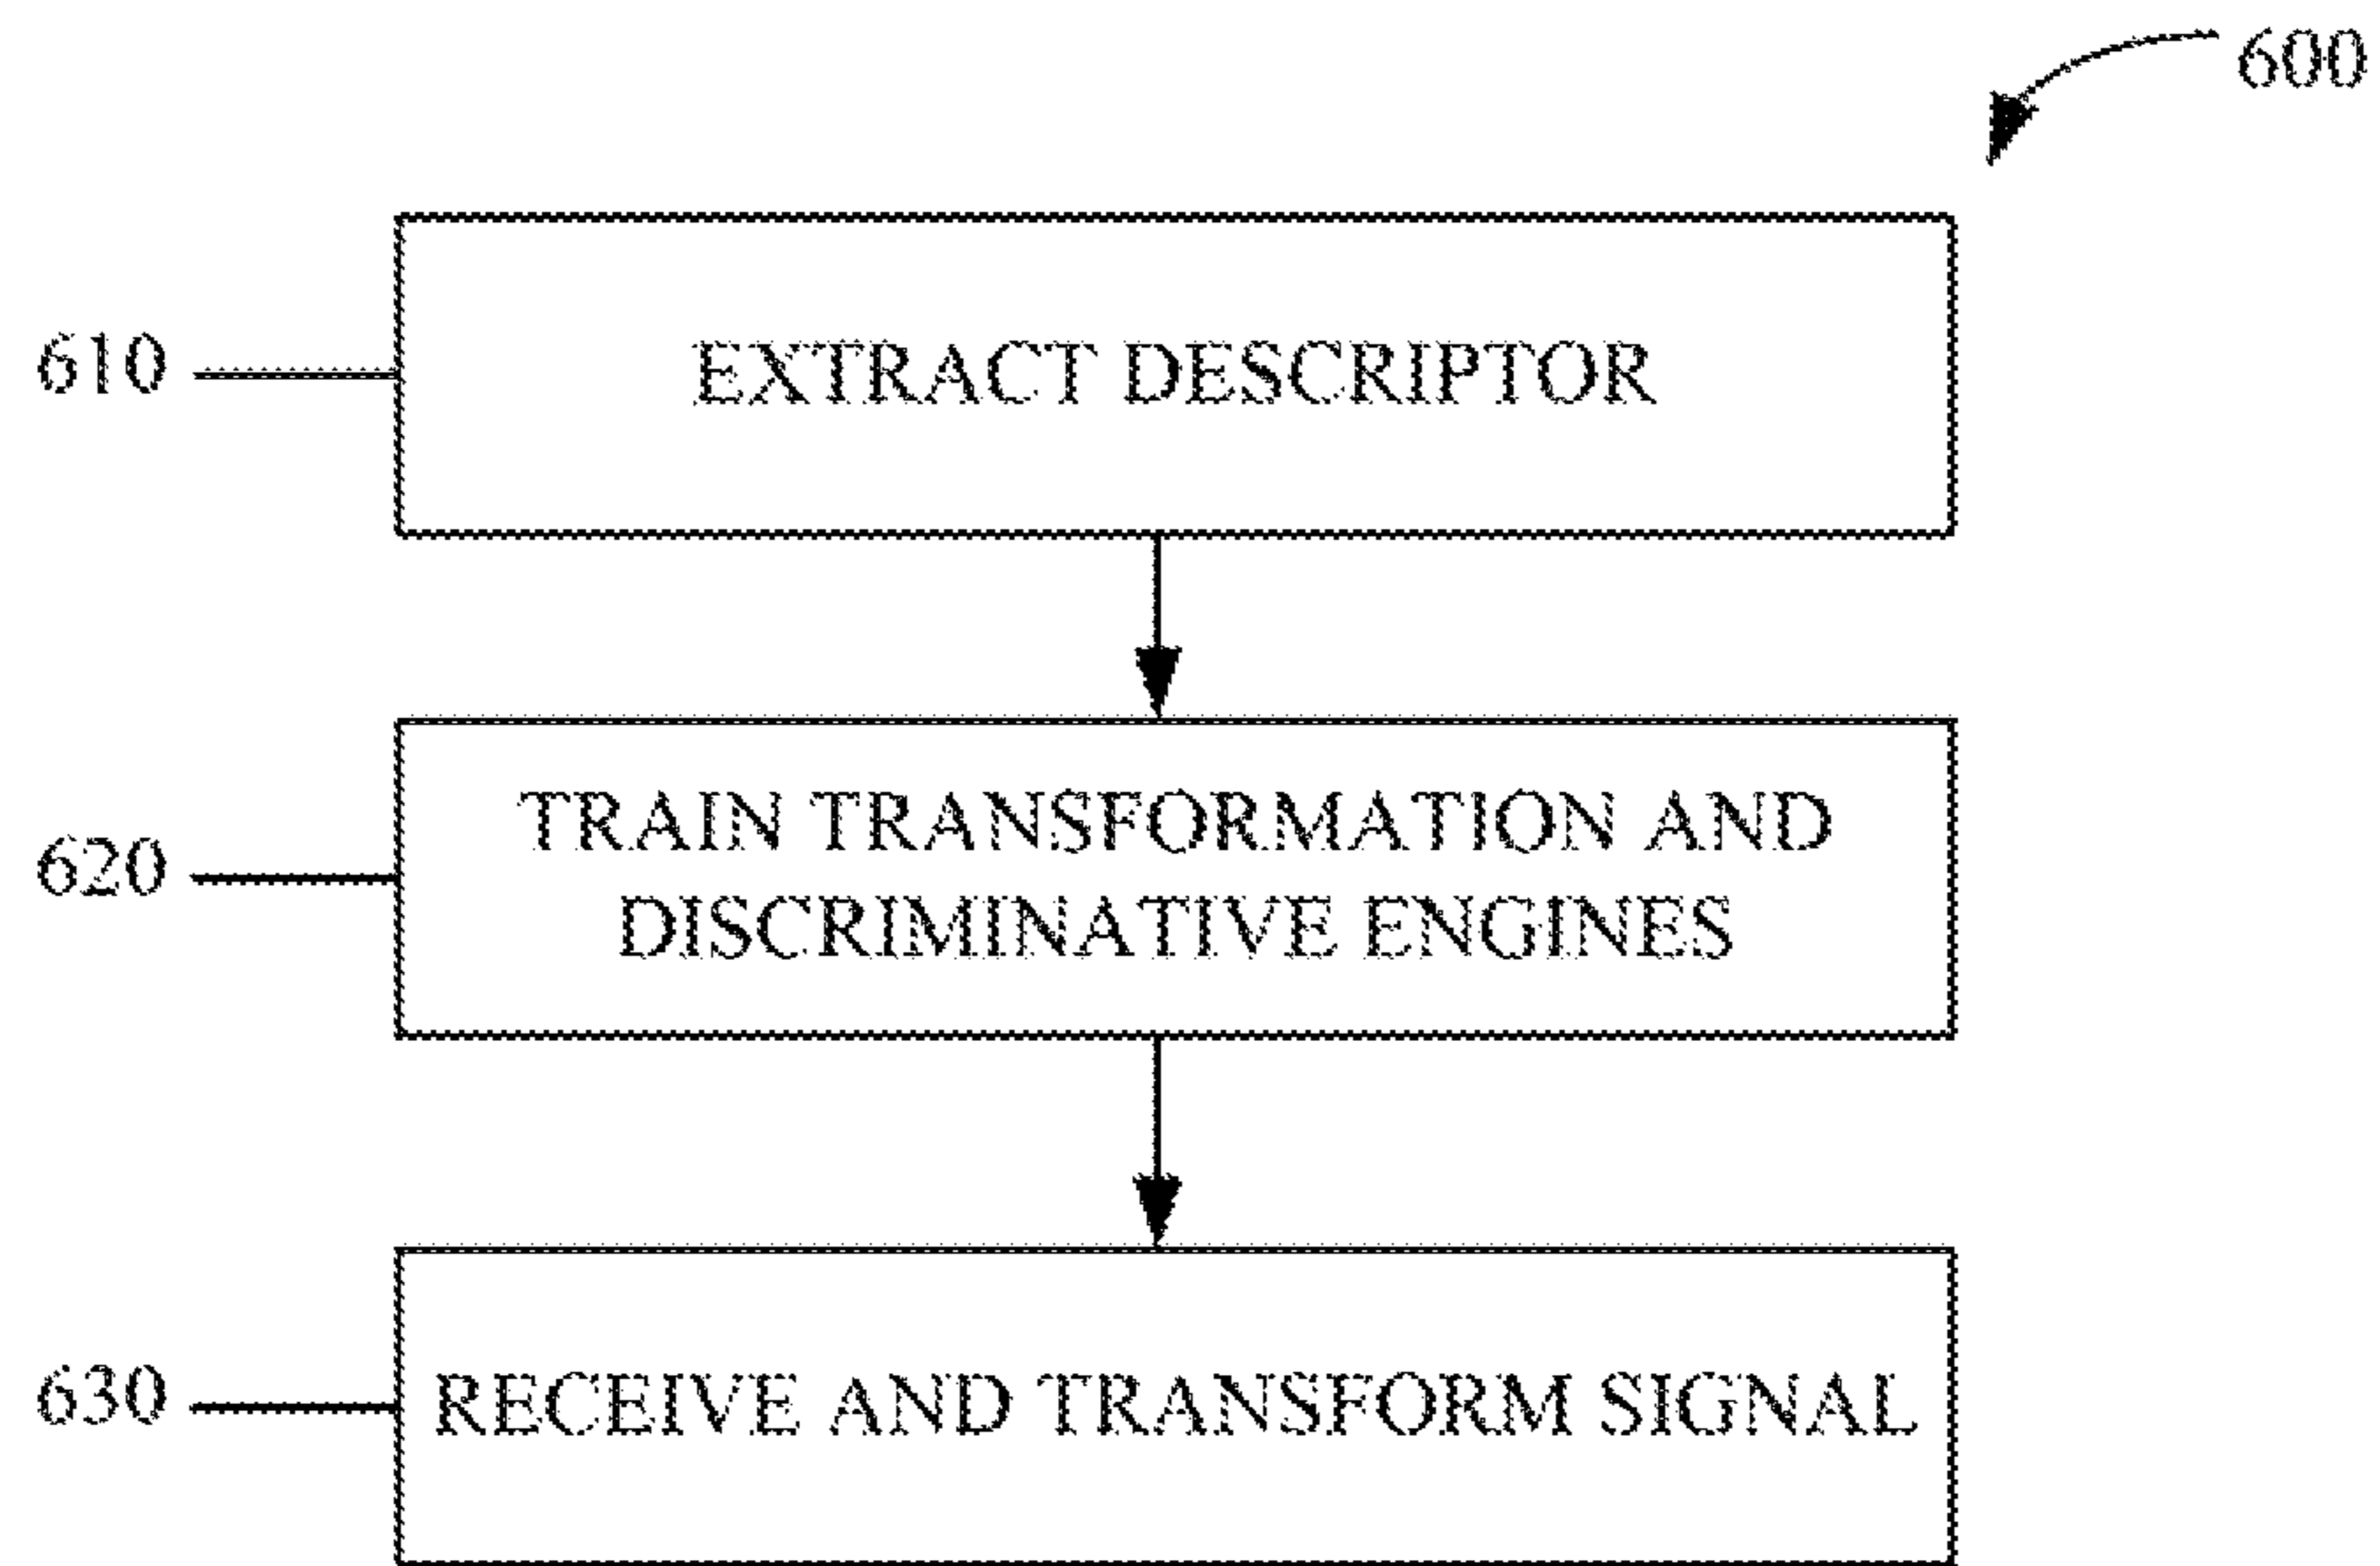 600
610
EXTRACT DESCRIPTOR
620
TRAIN TRANSFORMATION AND
DISCRIMINATIVE ENGINES
630
RECEIVE AND TRANSFORM SIGNAL